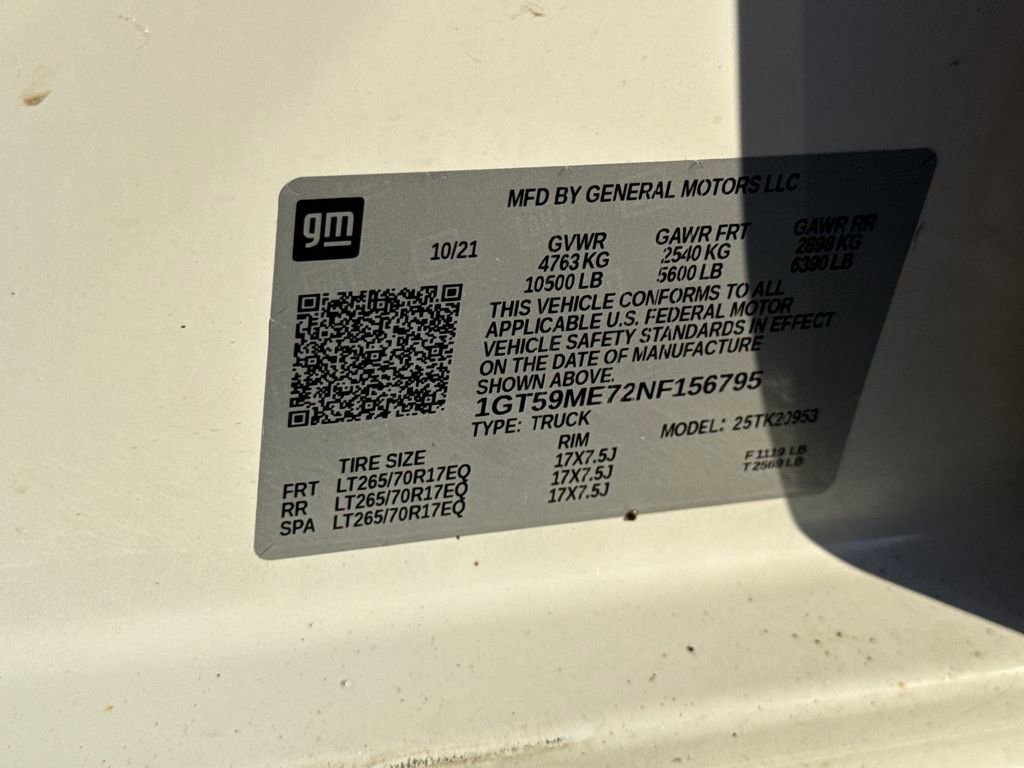 gm
MFD BY GENERAL MOTORS LLC
10/21
GVWR GAWR FRT GAWR RR
4763 KG 2540 KG 2898 KG
10500 LB 5600 LB 6390 LB
THIS VEHICLE CONFORMS TO ALL
APPLICABLE U.S. FEDERAL MOTOR
VEHICLE SAFETY STANDARDS IN EFFECT
ON THE DATE OF MANUFACTURE
SHOWN ABOVE.
1GT59ME72NF156795
TYPE: TRUCK MODEL: 25TK20953
TIRE SIZE RIM
FRT LT265/70R17EQ 17X7.5J F 1119 LB
RR LT265/70R17EQ 17X7.5J T 2569 LB
SPA LT265/70R17EQ 17X7.5J